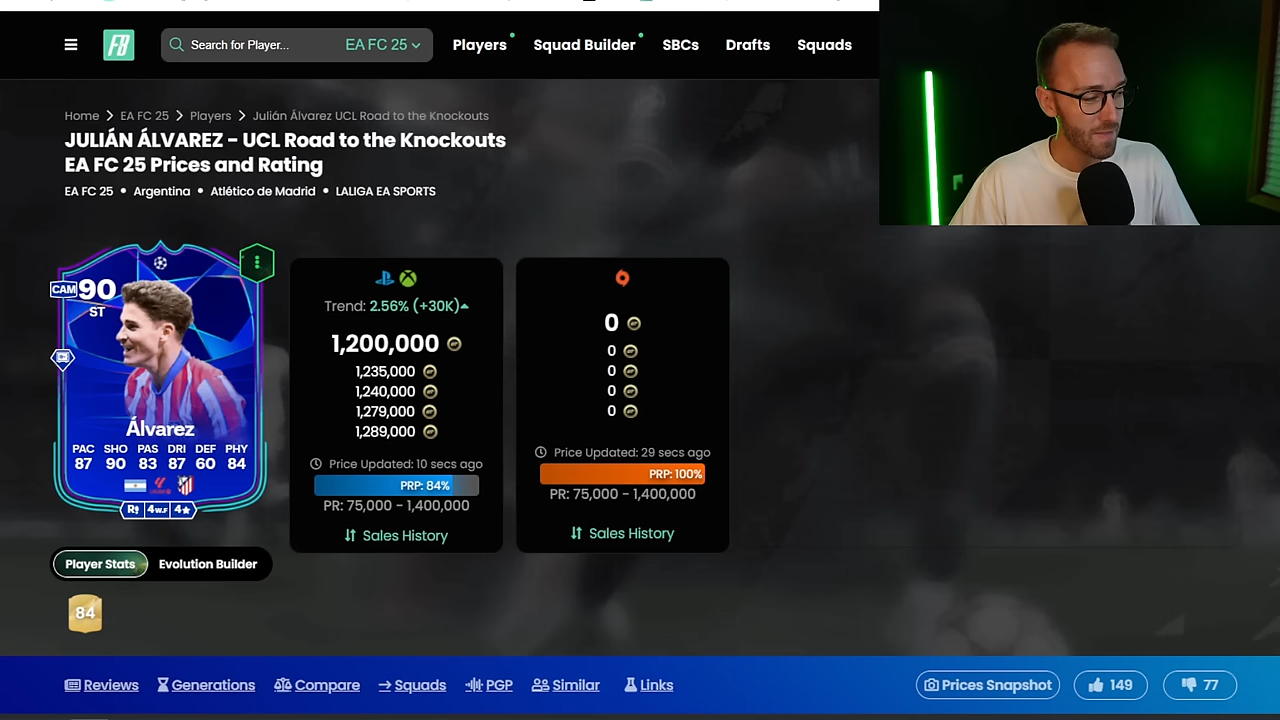 Search for Player...
EA FC 25
Players
Squad Builder
SBCs
Drafts
Squads
Home
EA FC 25
Players
Julián Álvarez UCL Road to the Knockouts
JULIÁN ÁLVAREZ - UCL Road to the Knockouts
EA FC 25 Prices and Rating
EA FC 25 • Argentina • Atlético de Madrid • LALIGA EA SPORTS
CAM 90
ST
Álvarez
PAC SHO PAS DRI DEF PHY
87 90 83 87 60 84
4W.F 4★
Trend: 2.56% (+30K)
1,200,000
1,235,000
1,240,000
1,279,000
1,289,000
Price Updated: 10 secs ago
PRP: 84%
PR: 75,000 - 1,400,000
Sales History
0
0
0
0
0
Price Updated: 29 secs ago
PRP: 100%
PR: 75,000 - 1,400,000
Sales History
Player Stats
Evolution Builder
84
Reviews
Generations
Compare
Squads
PGP
Similar
Links
Prices Snapshot
149
77